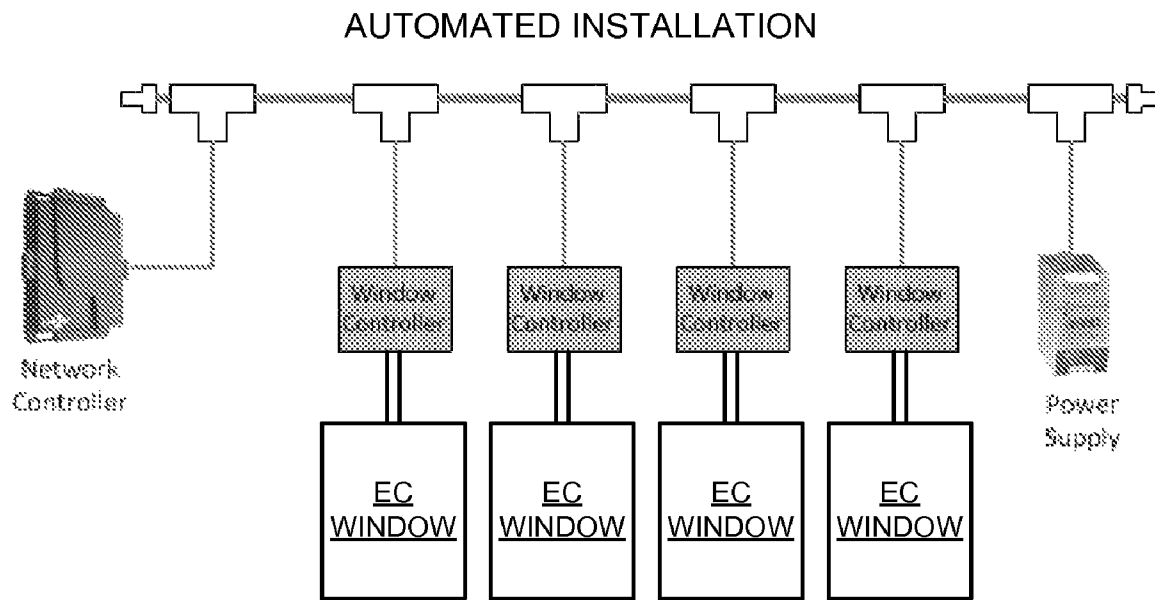 AUTOMATED INSTALLATION
Window
Controller
Window
Controller
Window
Controller
Window
Controller
Network
Controller
Power
Supply
EC
WINDOW
EC
WINDOW
EC
WINDOW
EC
WINDOW